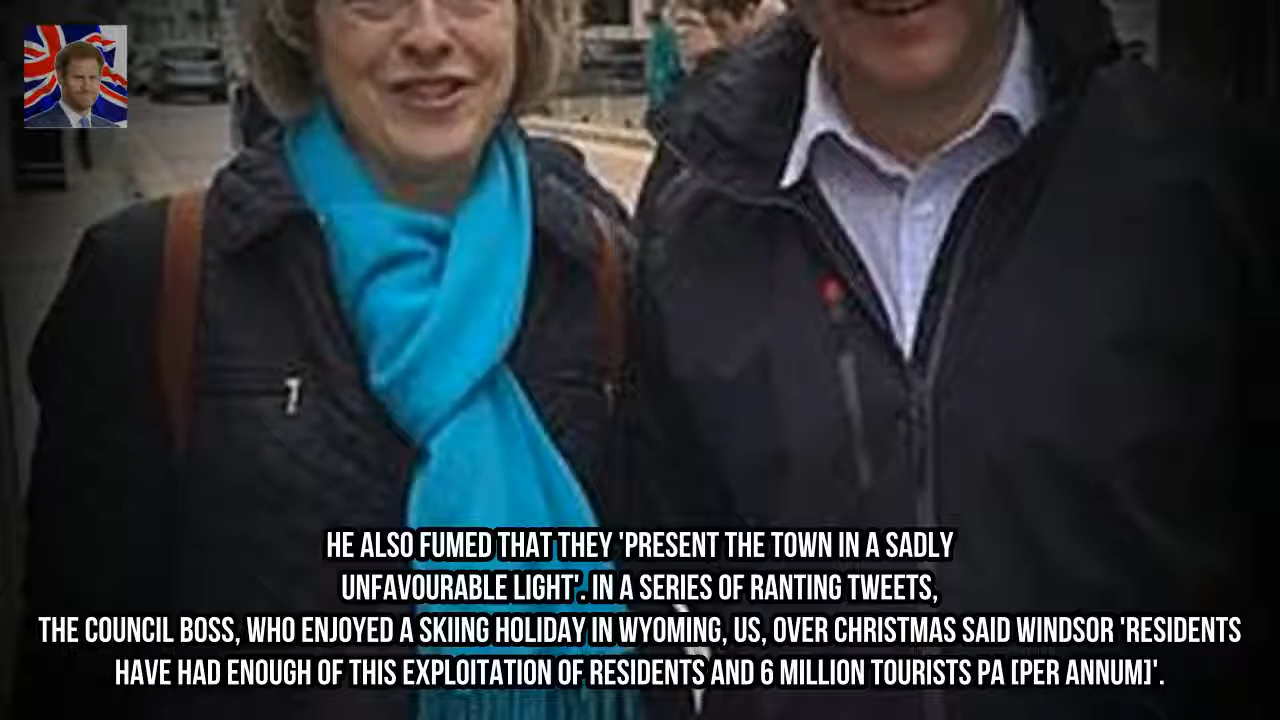 HE ALSO FUMED THAT THEY 'PRESENT THE TOWN IN A SADLY
UNFAVOURABLE LIGHT'. IN A SERIES OF RANTING TWEETS,
THE COUNCIL BOSS, WHO ENJOYED A SKIING HOLIDAY IN WYOMING, US, OVER CHRISTMAS SAID WINDSOR 'RESIDENTS
HAVE HAD ENOUGH OF THIS EXPLOITATION OF RESIDENTS AND 6 MILLION TOURISTS PA [PER ANNUM]'.